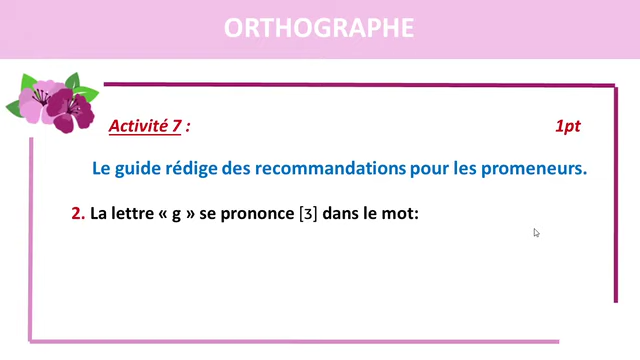 ORTHOGRAPHE
Activité 7 : 1pt
Le guide rédige des recommandations pour les promeneurs.
2. La lettre « g » se prononce [ʒ] dans le mot: